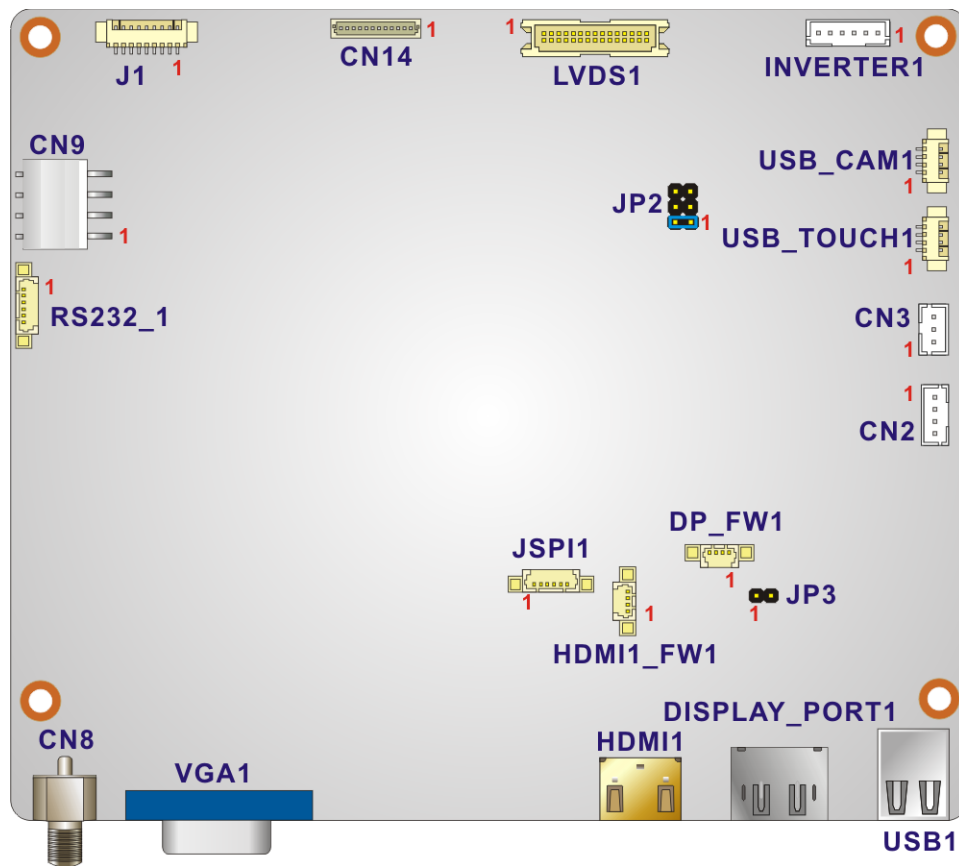 1
1
1
1
J1
CN14
LVDS1
INVERTER1
CN9
USB_CAM1
1
JP2
1
1
USB_TOUCH1
1
1
RS232_1
CN3
1
1
CN2
DP_FW1
JSPI1
1
1
1
1
JP3
HDMI1_FW1
DISPLAY_PORT1
CN8
HDMI1
VGA1
USB1